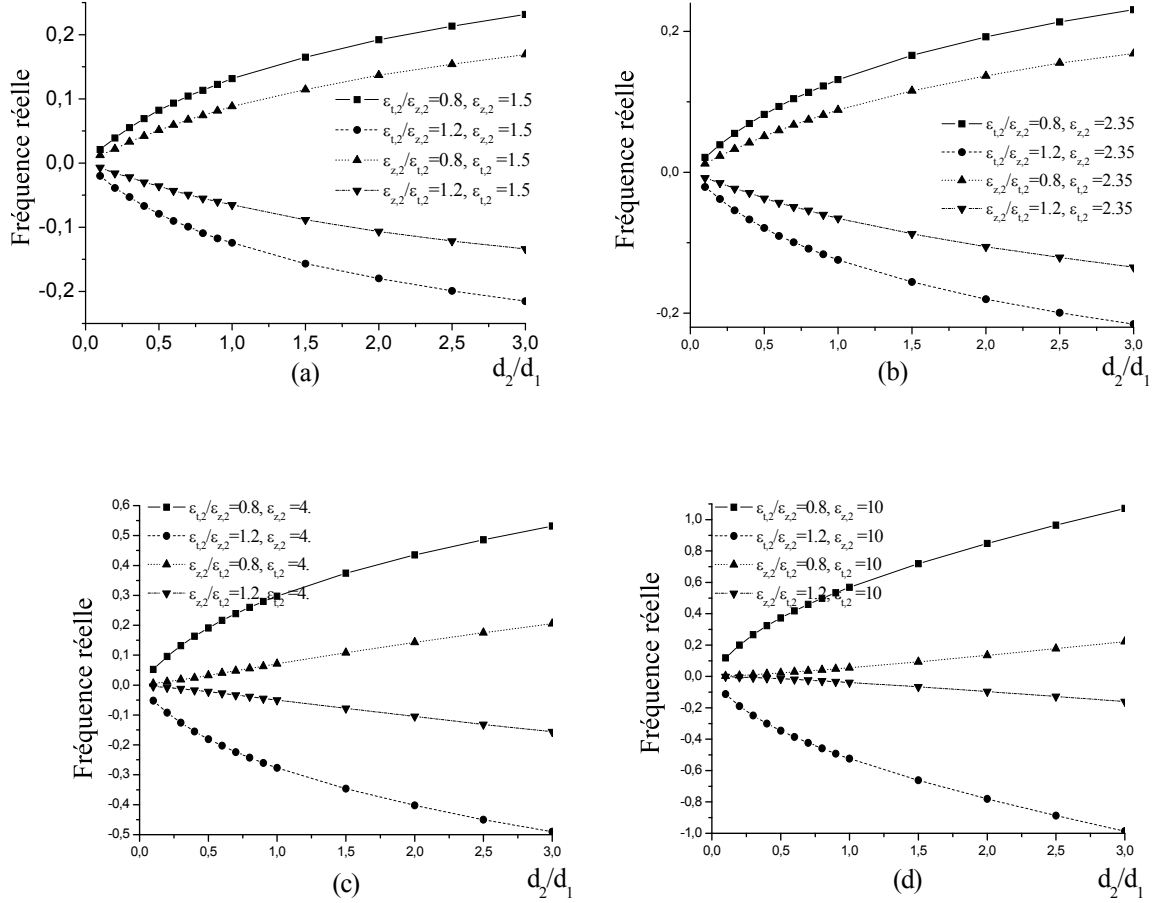 Fréquence réelle
0,2
0,1
0,0
-0,1
-0,2
ε_t,2/ε_z,2=0.8, ε_z,2 =1.5
ε_t,2/ε_z,2=1.2, ε_z,2 =1.5
ε_z,2/ε_t,2=0.8, ε_t,2 =1.5
ε_z,2/ε_t,2=1.2, ε_t,2 =1.5
0,0 0,5 1,0 1,5 2,0 2,5 3,0
(a) d_2/d_1
Fréquence réelle
0,2
0,0
-0,2
ε_t,2/ε_z,2=0.8, ε_z,2 =2.35
ε_t,2/ε_z,2=1.2, ε_z,2 =2.35
ε_z,2/ε_t,2=0.8, ε_t,2 =2.35
ε_z,2/ε_t,2=1.2, ε_t,2 =2.35
0,0 0,5 1,0 1,5 2,0 2,5 3,0
(b) d_2/d_1
Fréquence réelle
0,6
0,5
0,4
0,3
0,2
0,1
0,0
-0,1
-0,2
-0,3
-0,4
-0,5
ε_t,2/ε_z,2=0.8, ε_z,2 =4.
ε_t,2/ε_z,2=1.2, ε_z,2 =4.
ε_z,2/ε_t,2=0.8, ε_t,2 =4.
ε_z,2/ε_t,2=1.2, ε_t,2 =4.
0,0 0,5 1,0 1,5 2,0 2,5 3,0
(c) d_2/d_1
Fréquence réelle
1,0
0,8
0,6
0,4
0,2
0,0
-0,2
-0,4
-0,6
-0,8
-1,0
ε_t,2/ε_z,2=0.8, ε_z,2 =10
ε_t,2/ε_z,2=1.2, ε_z,2 =10
ε_z,2/ε_t,2=0.8, ε_t,2 =10
ε_z,2/ε_t,2=1.2, ε_t,2 =10
0,0 0,5 1,0 1,5 2,0 2,5 3,0
(d) d_2/d_1